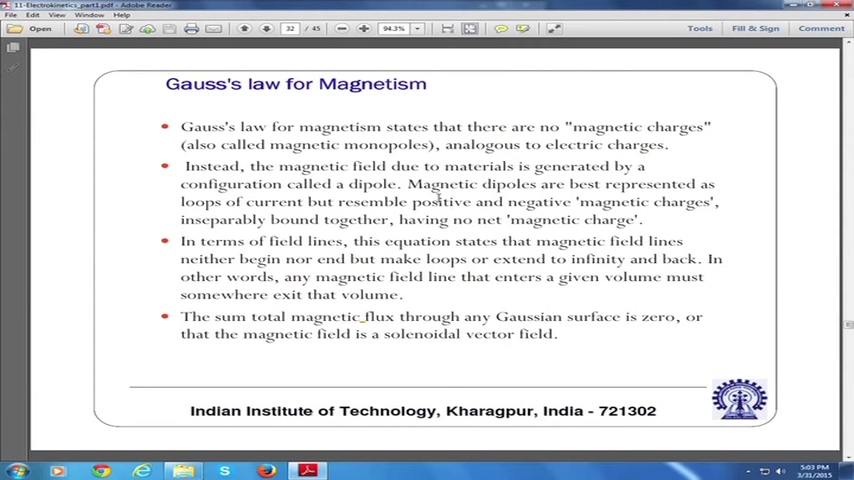 11-Electrokinetics_part1.pdf - Adobe Reader
File Edit View Window Help
Open 32 / 45 94.3% Tools Fill & Sign Comment
Gauss's law for Magnetism
• Gauss's law for magnetism states that there are no "magnetic charges"
(also called magnetic monopoles), analogous to electric charges.
• Instead, the magnetic field due to materials is generated by a
configuration called a dipole. Magnetic dipoles are best represented as
loops of current but resemble positive and negative 'magnetic charges',
inseparably bound together, having no net 'magnetic charge'.
• In terms of field lines, this equation states that magnetic field lines
neither begin nor end but make loops or extend to infinity and back. In
other words, any magnetic field line that enters a given volume must
somewhere exit that volume.
• The sum total magnetic flux through any Gaussian surface is zero, or
that the magnetic field is a solenoidal vector field.
Indian Institute of Technology, Kharagpur, India - 721302
5:03 PM
3/31/2015